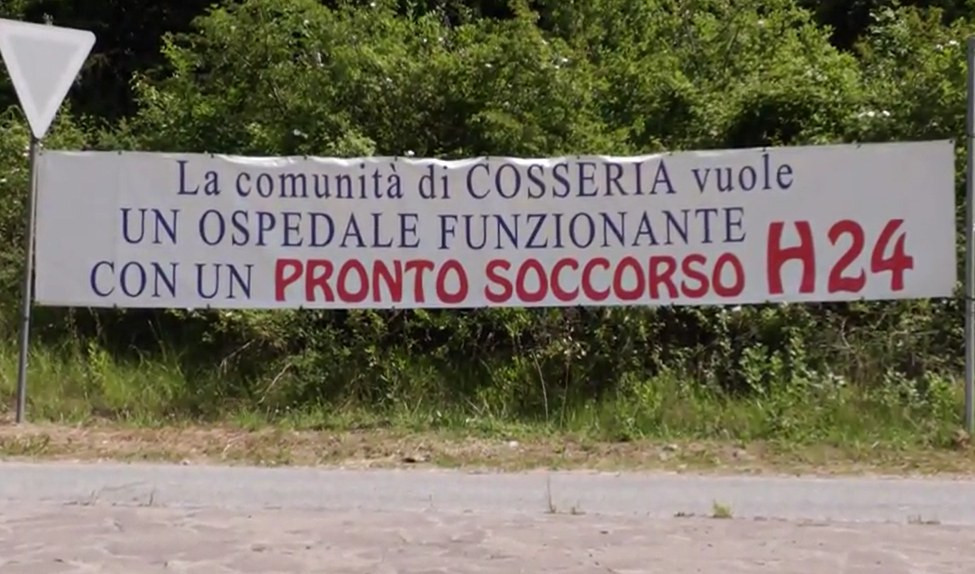 La comunità di COSSERIA vuole
UN OSPEDALE FUNZIONANTE
CON UN PRONTO SOCCORSO H24